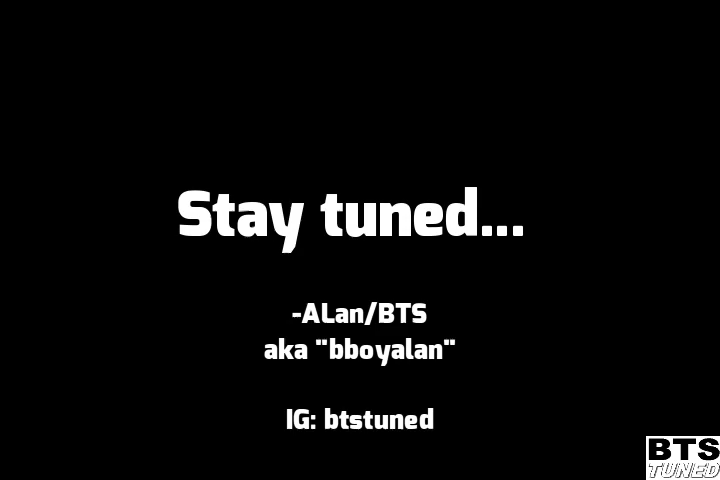 Stay tuned...
-ALan/BTS
aka "bboyalan"
IG: btstuned
BTS
TUNED